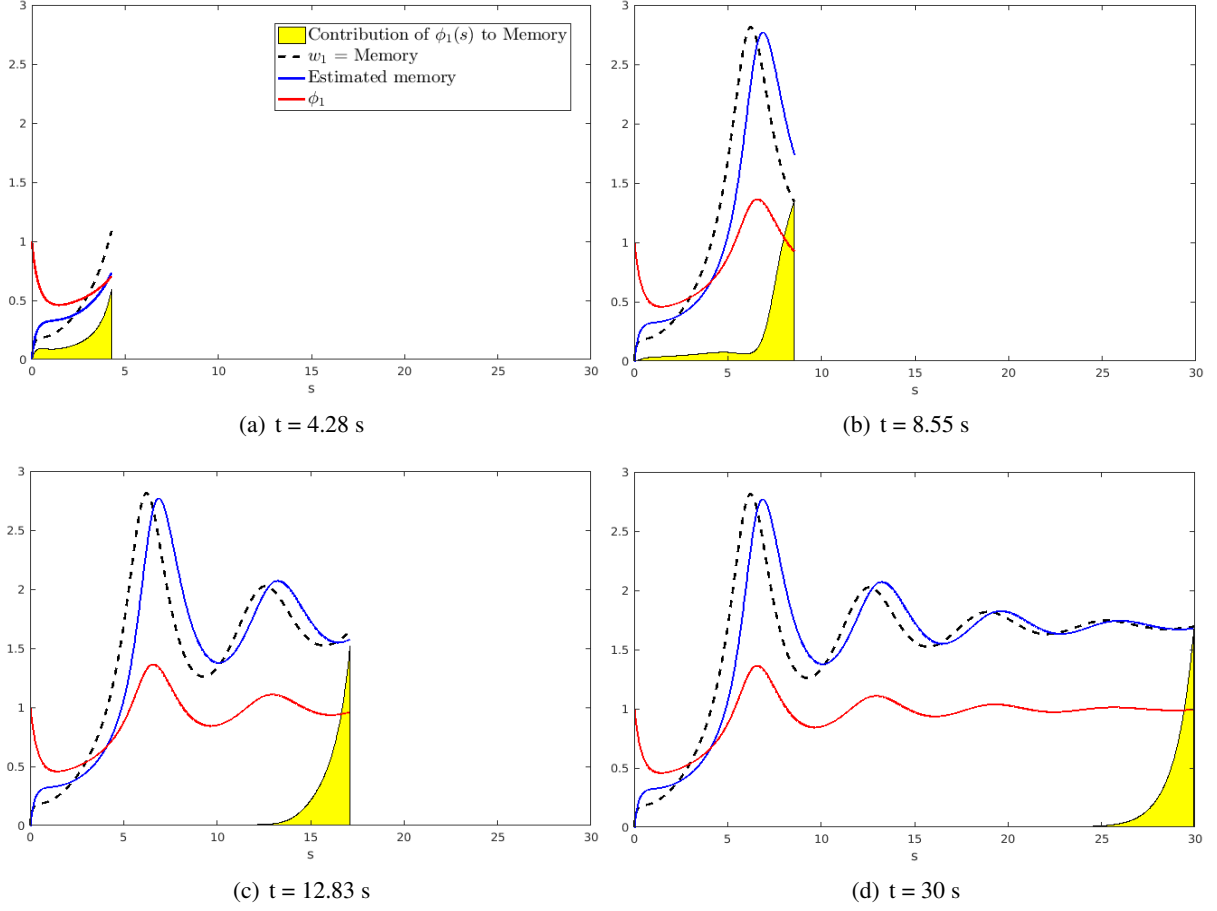 3
2.5
2
1.5
1
0.5
0
Contribution of ϕ₁(s) to Memory
w₁ = Memory
Estimated memory
ϕ₁
0 5 10 15 20 25 30
s
(a) t = 4.28 s
3
2.5
2
1.5
1
0.5
0
0 5 10 15 20 25 30
s
(b) t = 8.55 s
3
2.5
2
1.5
1
0.5
0
0 5 10 15 20 25 30
s
(c) t = 12.83 s
3
2.5
2
1.5
1
0.5
0
0 5 10 15 20 25 30
s
(d) t = 30 s